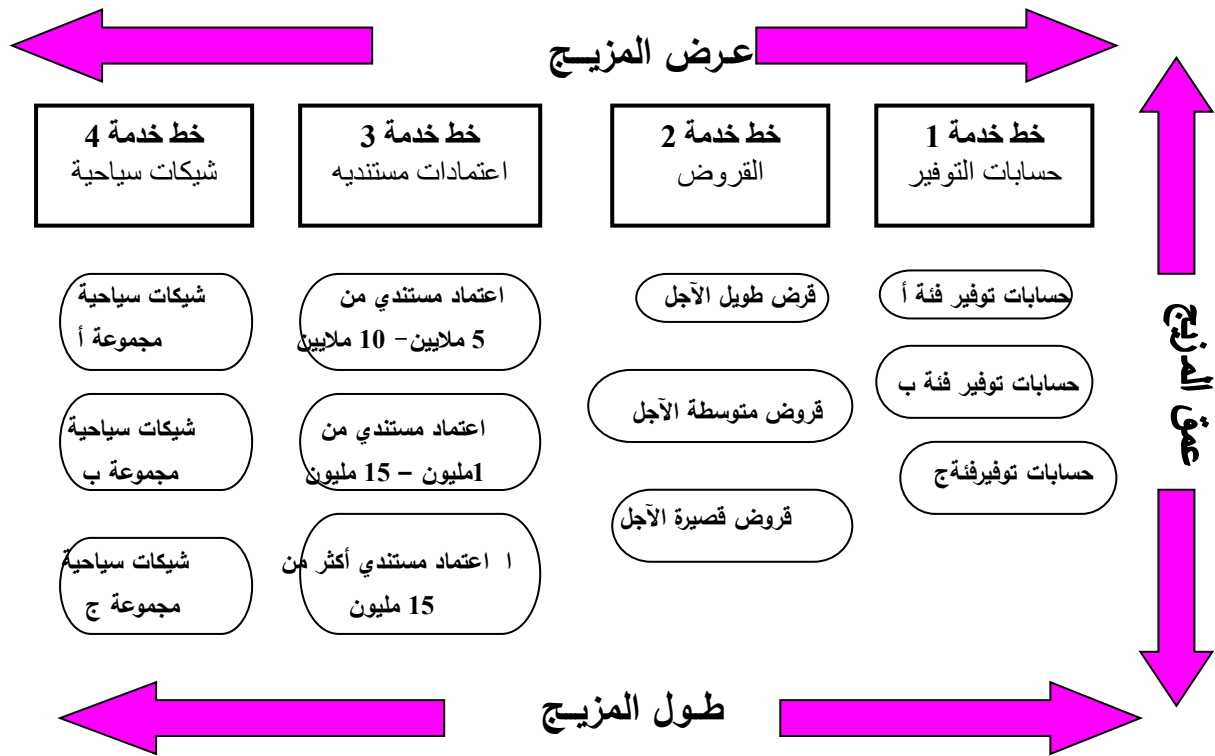 عرض المزيــج
خط خدمة 1
حسابات التوفير
خط خدمة 2
القروض
خط خدمة 3
اعتمادات مستنديه
خط خدمة 4
شيكات سياحية
حسابات توفير فئة أ
حسابات توفير فئة ب
حسابات توفيرفئةج
قرض طويل الآجل
قروض متوسطة الآجل
قروض قصيرة الآجل
اعتماد مستندي من
5 ملايين- 10 ملايين
اعتماد مستندي من
1مليون – 15 مليون
ا اعتماد مستندي أكثر من
15 مليون
شيكات سياحية
مجموعة أ
شيكات سياحية
مجموعة ب
شيكات سياحية
مجموعة ج
عمق المزيج
طـول المزيــج